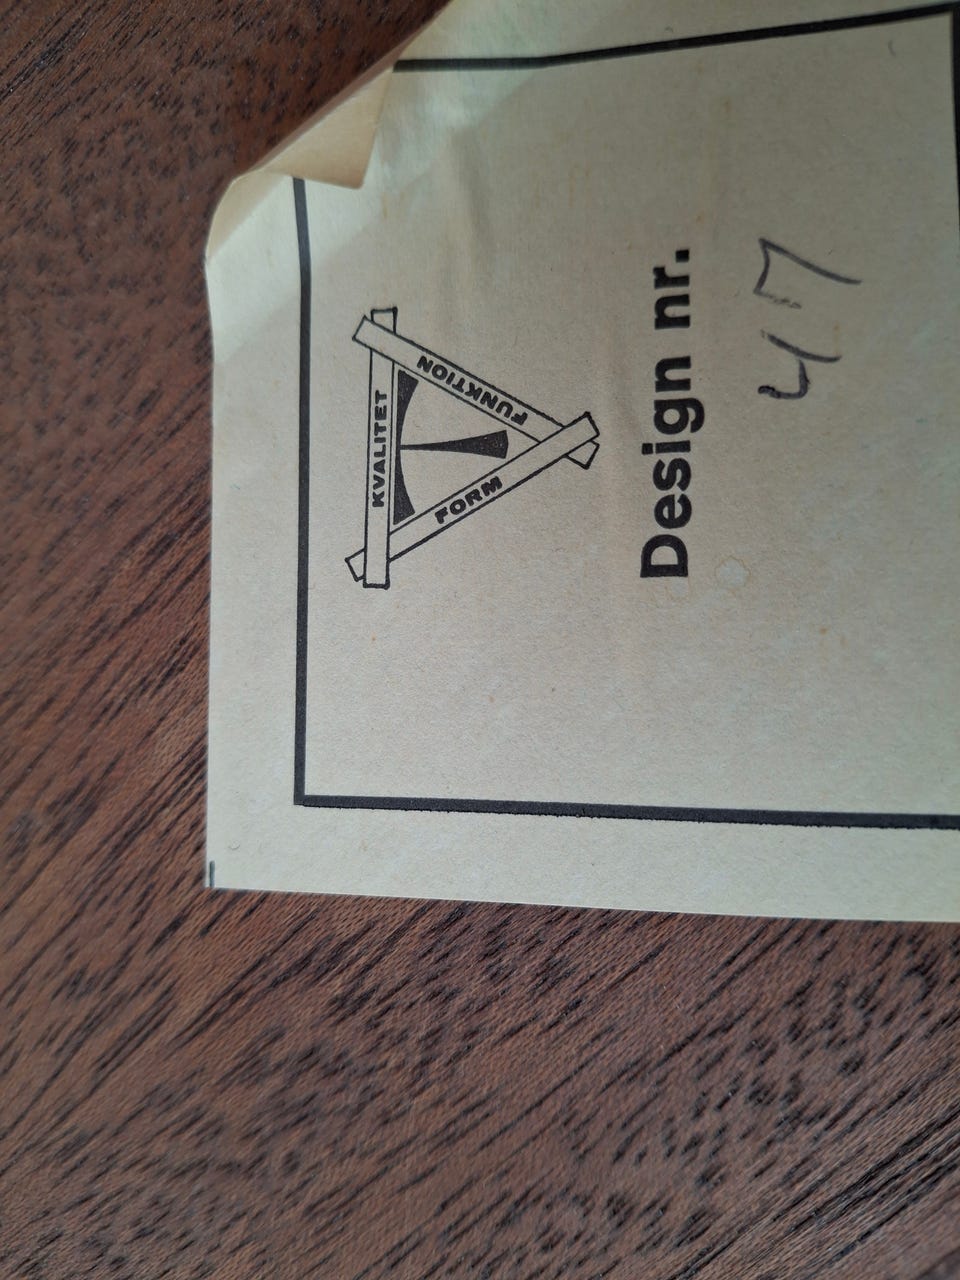 KVALITET
FORM
FUNKTION
Design nr.
47